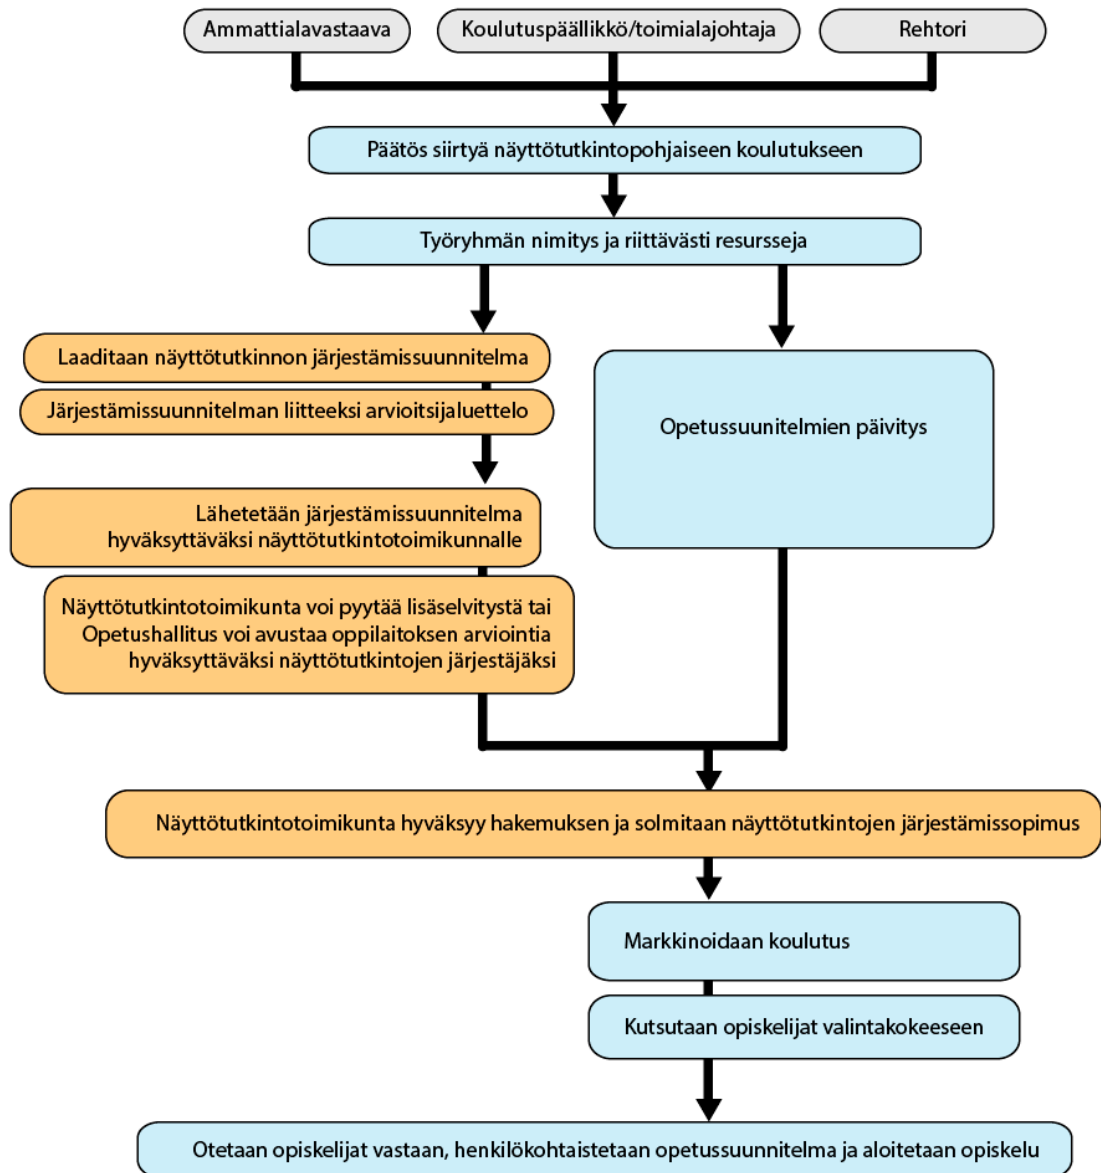 Ammattialavastaava
Koulutuspäällikkö/toimialajohtaja
Rehtori
Päätös siirtyä näyttötutkintopohjaiseen koulutukseen
Työryhmän nimitys ja riittävästi resursseja
Laaditaan näyttötutkinnon järjestämissuunnitelma
Järjestämissuunnitelman liitteeksi arvioitsijaluettelo
Opetussuunitelmien päivitys
Lähetetään järjestämissuunnitelma
hyväksyttäväksi näyttötutkintotoimikunnalle
Näyttötutkintotoimikunta voi pyytää lisäselvitystä tai
Opetushallitus voi avustaa oppilaitoksen arviointia
hyväksyttäväksi näyttötutkintojen järjestäjäksi
Näyttötutkintotoimikunta hyväksyy hakemuksen ja solmitaan näyttötutkintojen järjestämissopimus
Markkinoidaan koulutus
Kutsutaan opiskelijat valintakokeeseen
Otetaan opiskelijat vastaan, henkilökohtaistetaan opetussuunnitelma ja aloitetaan opiskelu